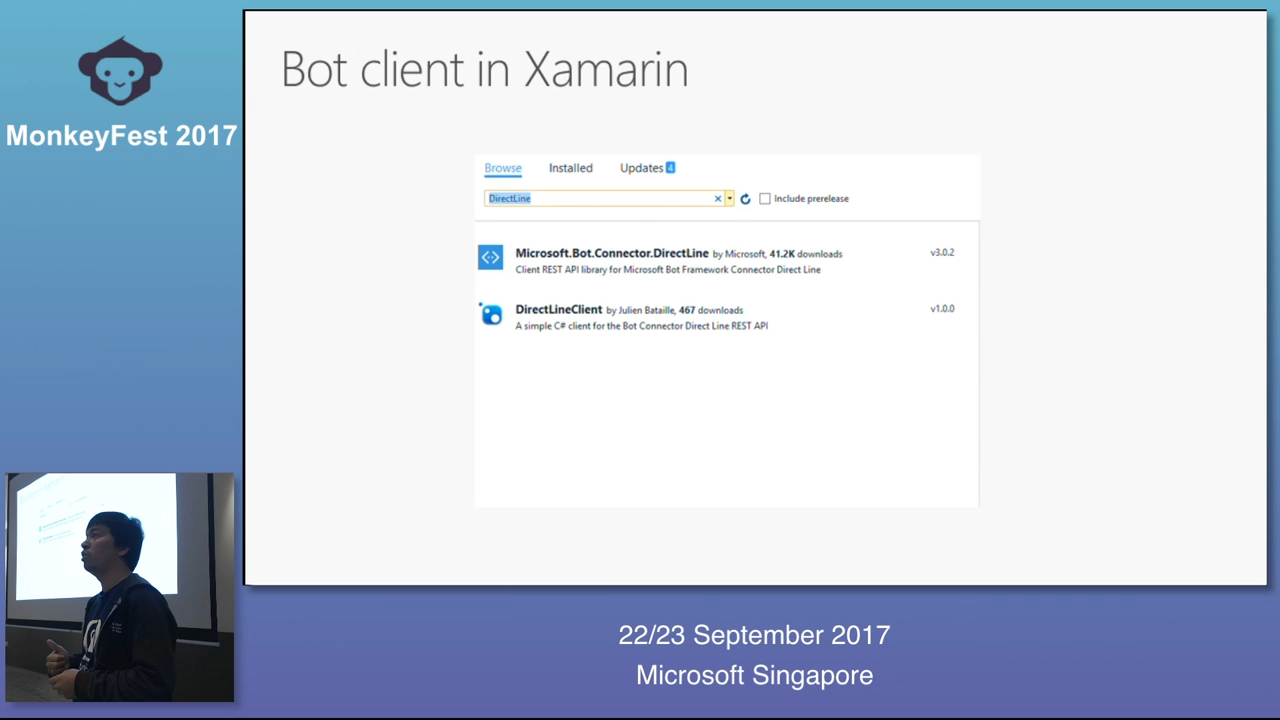 MonkeyFest 2017
Bot client in Xamarin
Browse Installed Updates 4
DirectLine
Include prerelease
Microsoft.Bot.Connector.DirectLine by Microsoft, 41.2K downloads v3.0.2
Client REST API library for Microsoft Bot Framework Connector Direct Line
DirectLineClient by Julien Bataille, 467 downloads v1.0.0
A simple C# client for the Bot Connector Direct Line REST API
22/23 September 2017
Microsoft Singapore